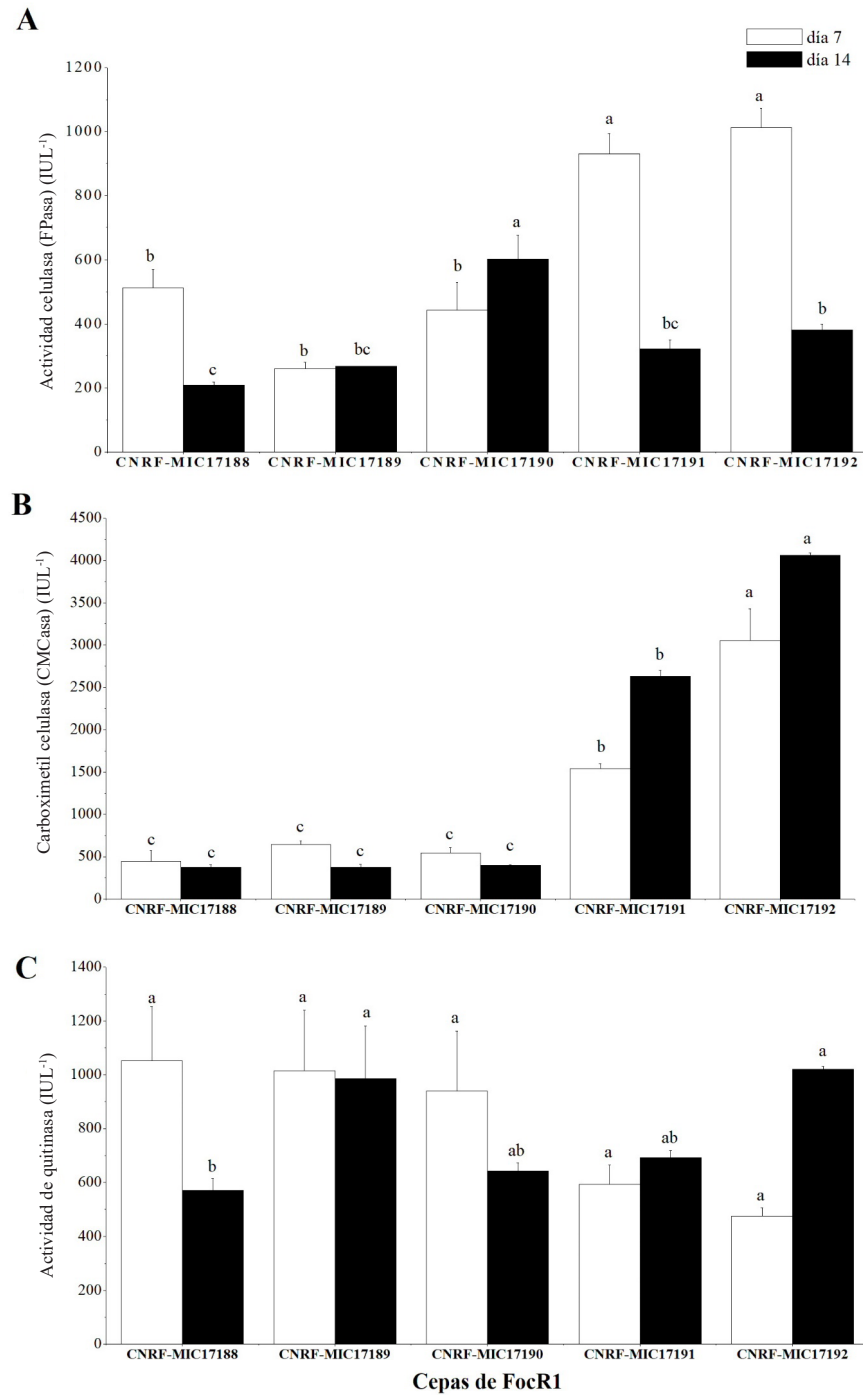 A
día 7
día 14
Actividad celulasa (FPasa) (IUL⁻¹)
1200
1000
800
600
400
200
0
b
c
b
bc
b
a
a
bc
a
b
CNRF-MIC17188
CNRF-MIC17189
CNRF-MIC17190
CNRF-MIC17191
CNRF-MIC17192
B
Carboximetil celulasa (CMCasa) (IUL⁻¹)
4500
4000
3500
3000
2500
2000
1500
1000
500
0
c
c
c
c
c
c
b
b
a
a
CNRF-MIC17188
CNRF-MIC17189
CNRF-MIC17190
CNRF-MIC17191
CNRF-MIC17192
C
Actividad de quitinasa (IUL⁻¹)
1400
1200
1000
800
600
400
200
0
a
b
a
a
a
ab
a
ab
a
a
CNRF-MIC17188
CNRF-MIC17189
CNRF-MIC17190
CNRF-MIC17191
CNRF-MIC17192
Cepas de FocR1